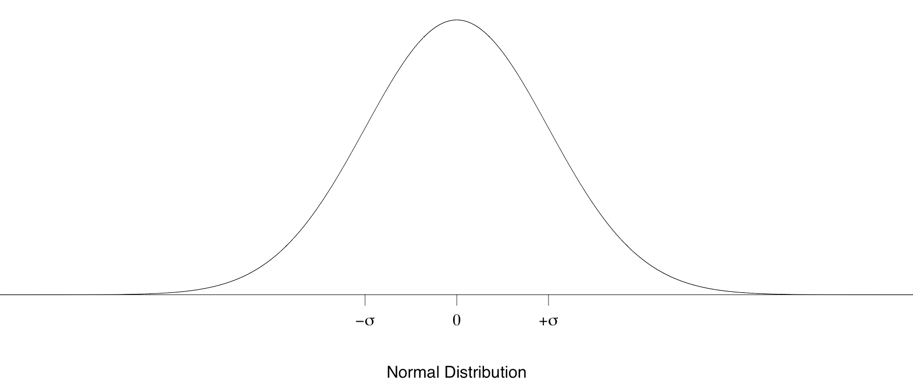 −σ 0 +σ
Normal Distribution